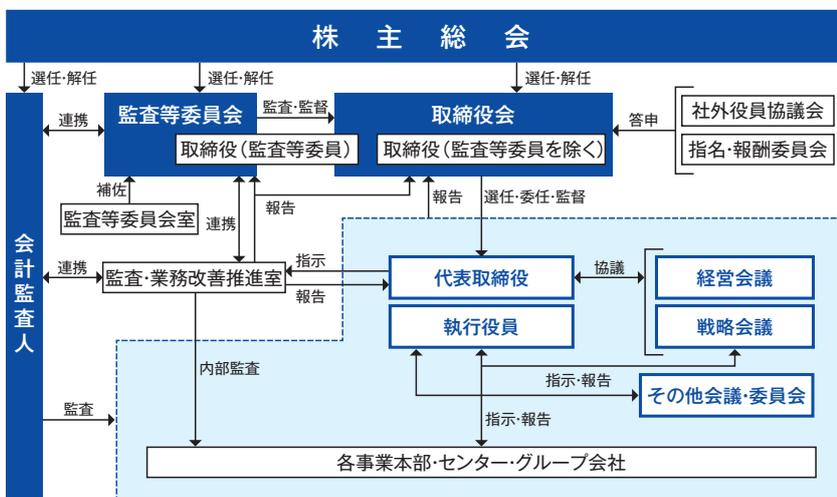 株主総会
選任・解任
選任・解任
選任・解任
会計監査人
連携
監査等委員会
監査・監督
取締役会
答申
社外役員協議会
指名・報酬委員会
取締役（監査等委員）
取締役（監査等委員を除く）
補佐
監査等委員会室
連携
報告
報告
選任・委任・監督
連携
監査・業務改善推進室
指示
報告
代表取締役
協議
経営会議
執行役員
戦略会議
内部監査
指示・報告
その他会議・委員会
監査
指示・報告
各事業本部・センター・グループ会社